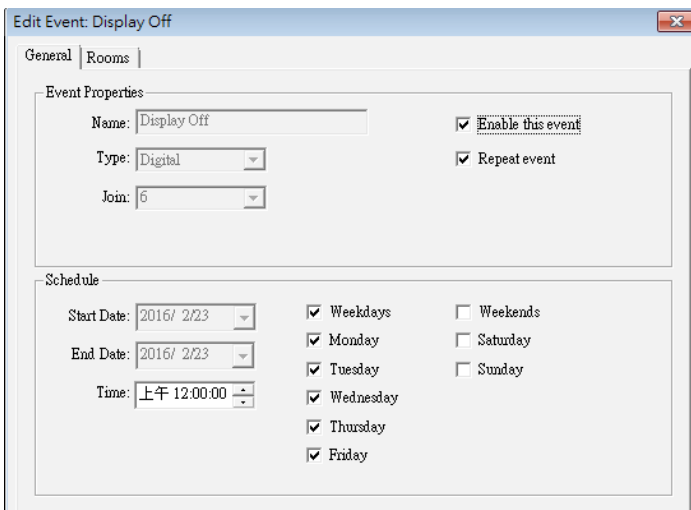 Edit Event: Display Off
General Rooms
Event Properties
Name: Display Off
Enable this event
Type: Digital
Repeat event
Join: 6
Schedule
Start Date: 2016/ 2/23
Weekdays
Weekends
End Date: 2016/ 2/23
Monday
Saturday
Tuesday
Sunday
Time: 上午 12:00:00
Wednesday
Thursday
Friday